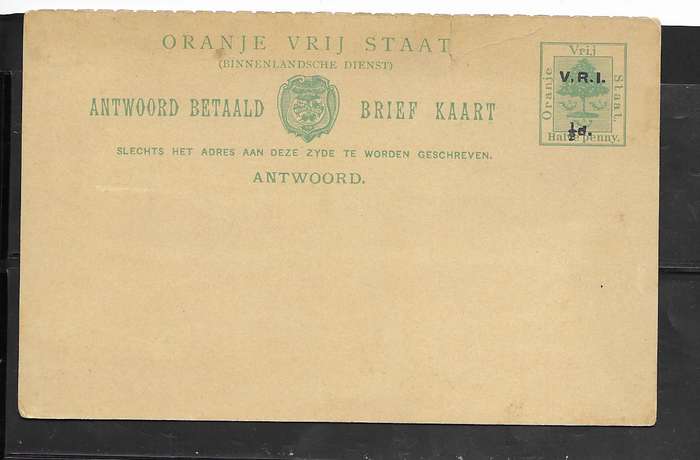 ORANJE VRIJ STAAT
(BINNENLANDSCHE DIENST)
ANTWOORD BETAALD BRIEF KAART
SLECHTS HET ADRES AAN DEZE ZYDE TE WORDEN GESCHREVEN.
ANTWOORD.
Oranje
Vrij
Staat.
V.R.I.
½d.
Halve penny.